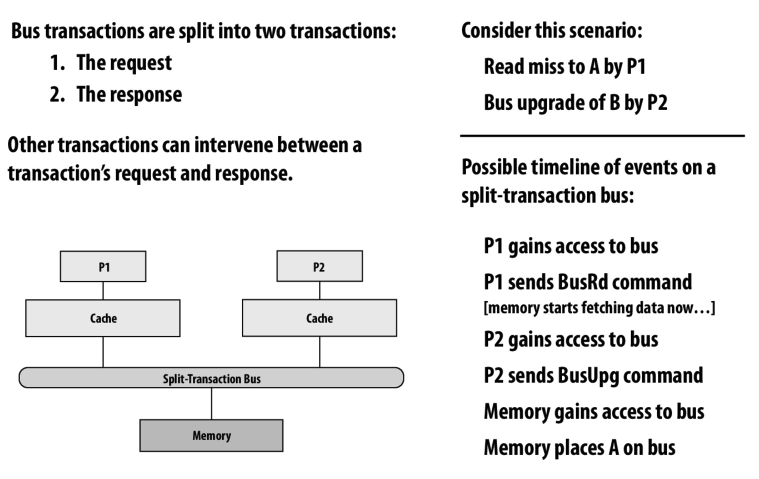 Bus transactions are split into two transactions:
1. The request
2. The response
Other transactions can intervene between a
transaction's request and response.
P1
P2
Cache
Cache
Split-Transaction Bus
Memory
Consider this scenario:
Read miss to A by P1
Bus upgrade of B by P2
Possible timeline of events on a
split-transaction bus:
P1 gains access to bus
P1 sends BusRd command
[memory starts fetching data now…]
P2 gains access to bus
P2 sends BusUpg command
Memory gains access to bus
Memory places A on bus